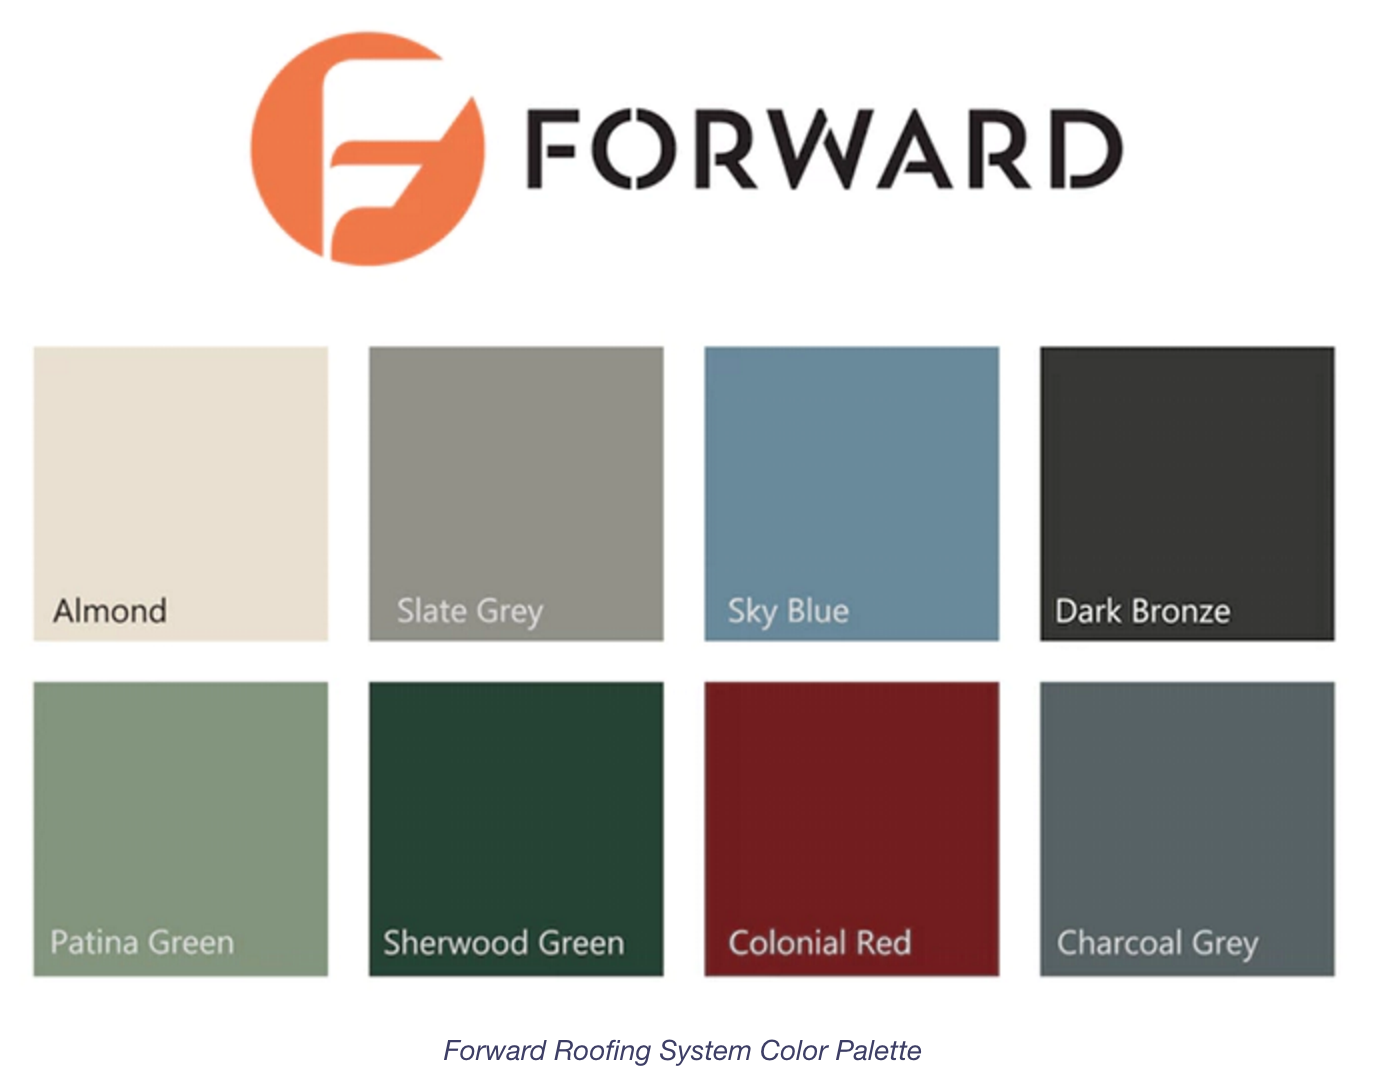 FORWARD
Almond
Slate Grey
Sky Blue
Dark Bronze
Patina Green
Sherwood Green
Colonial Red
Charcoal Grey
Forward Roofing System Color Palette